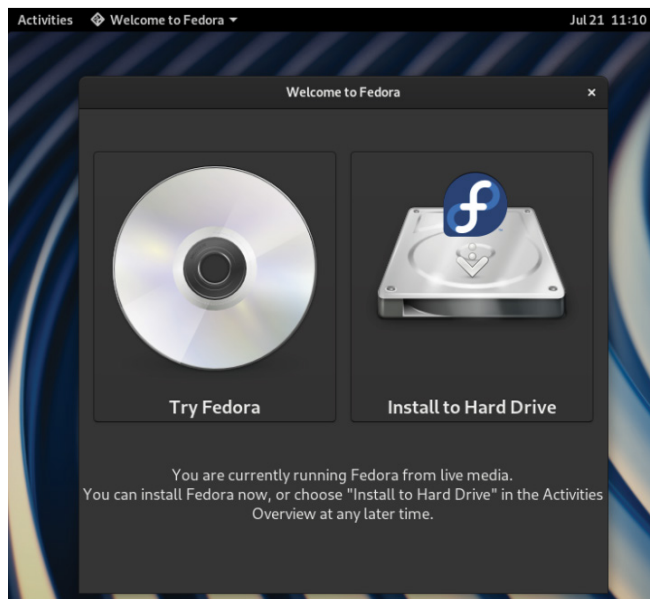 Activities Welcome to Fedora Jul 21 11:10
Welcome to Fedora ×
Try Fedora Install to Hard Drive
You are currently running Fedora from live media.
You can install Fedora now, or choose "Install to Hard Drive" in the Activities
Overview at any later time.